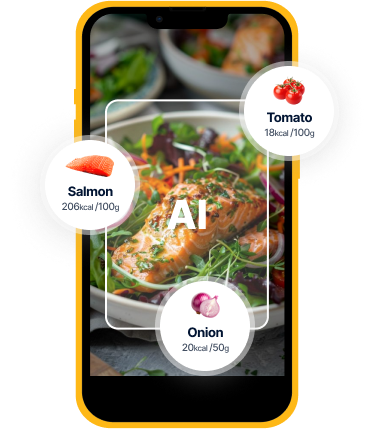 Tomato
18kcal /100g
Salmon
206kcal /100g
AI
Onion
20kcal /50g